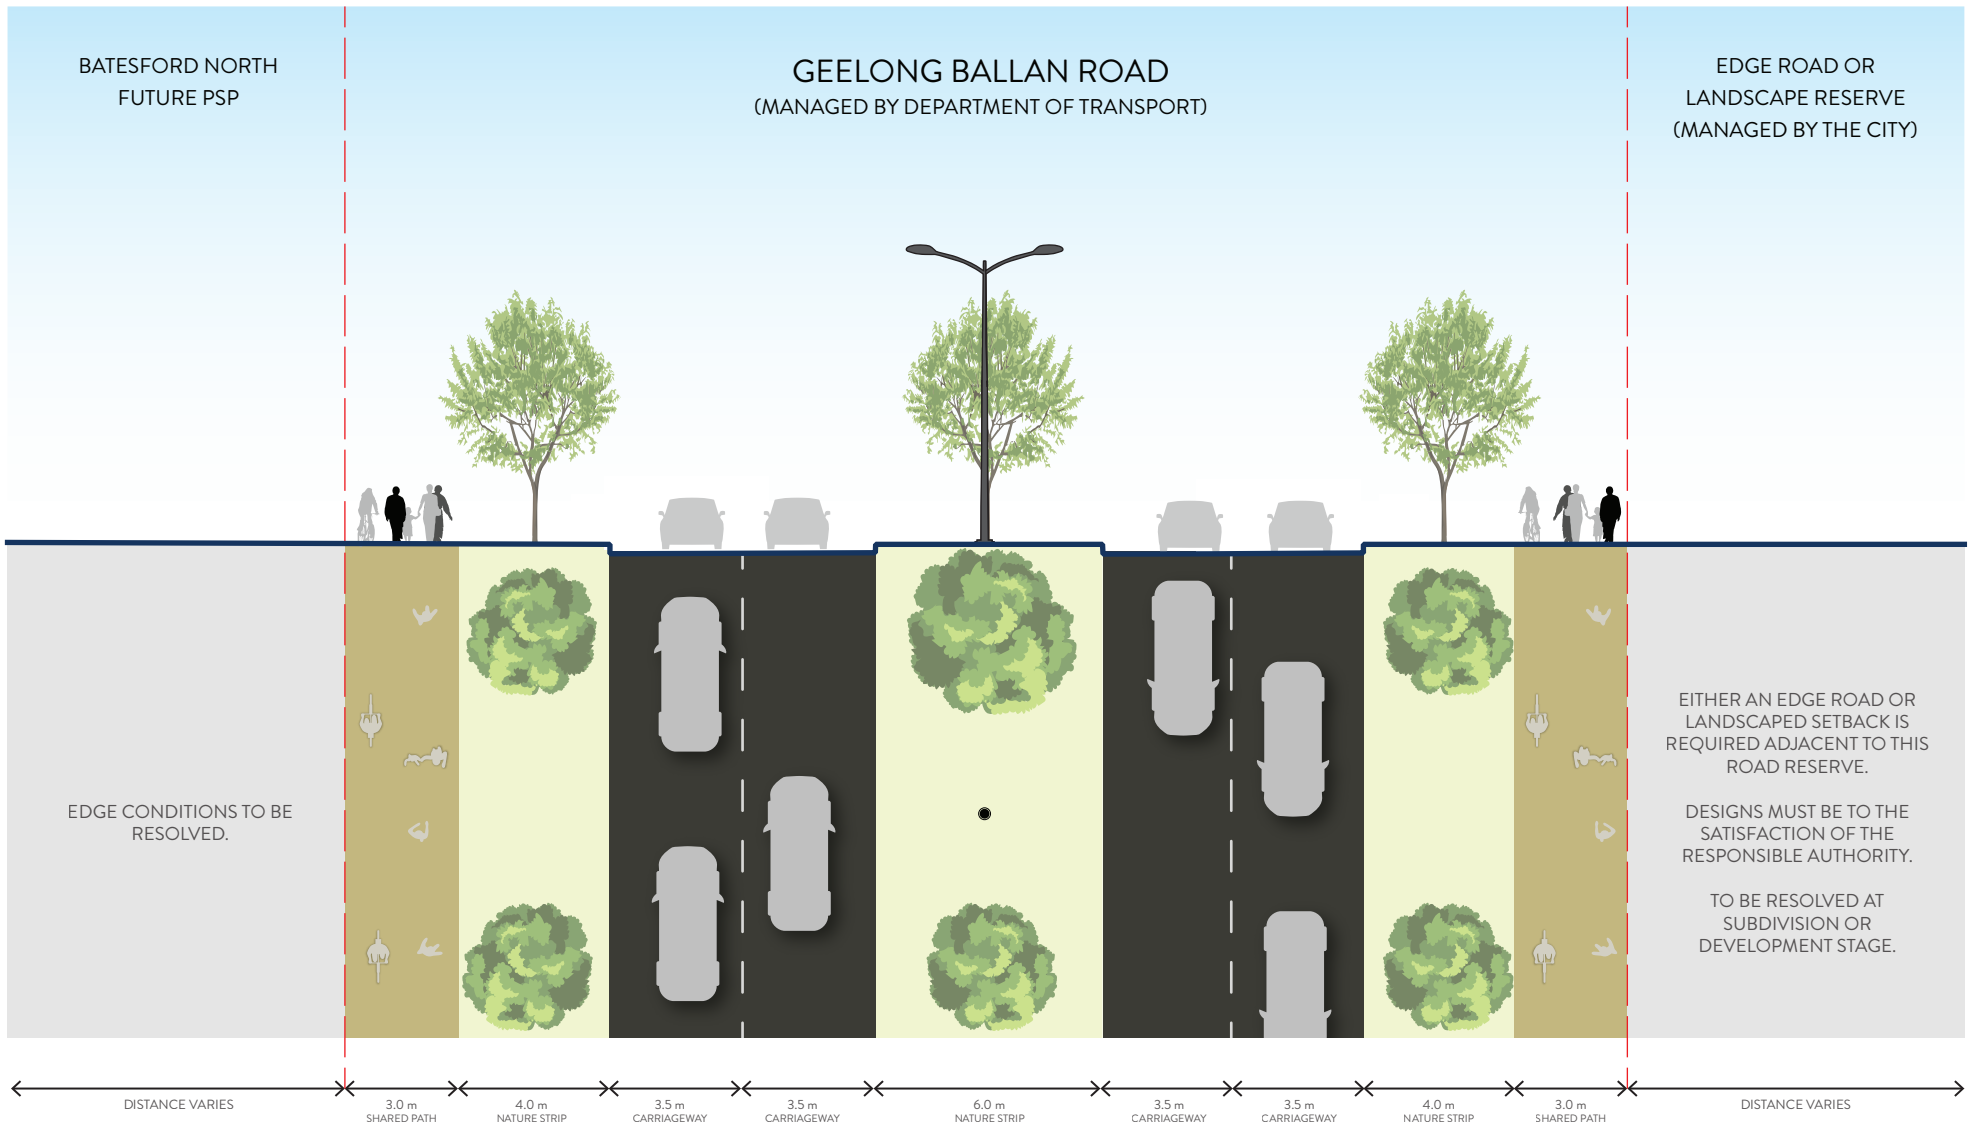 BATESFORD NORTH
FUTURE PSP
GEELONG BALLAN ROAD
(MANAGED BY DEPARTMENT OF TRANSPORT)
EDGE ROAD OR
LANDSCAPE RESERVE
(MANAGED BY THE CITY)
EDGE CONDITIONS TO BE
RESOLVED.
EITHER AN EDGE ROAD OR
LANDSCAPED SETBACK IS
REQUIRED ADJACENT TO THIS
ROAD RESERVE.
DESIGNS MUST BE TO THE
SATISFACTION OF THE
RESPONSIBLE AUTHORITY.
TO BE RESOLVED AT
SUBDIVISION OR
DEVELOPMENT STAGE.
DISTANCE VARIES
3.0 m
SHARED PATH
4.0 m
NATURE STRIP
3.5 m
CARRIAGEWAY
3.5 m
CARRIAGEWAY
6.0 m
NATURE STRIP
3.5 m
CARRIAGEWAY
3.5 m
CARRIAGEWAY
4.0 m
NATURE STRIP
3.0 m
SHARED PATH
DISTANCE VARIES